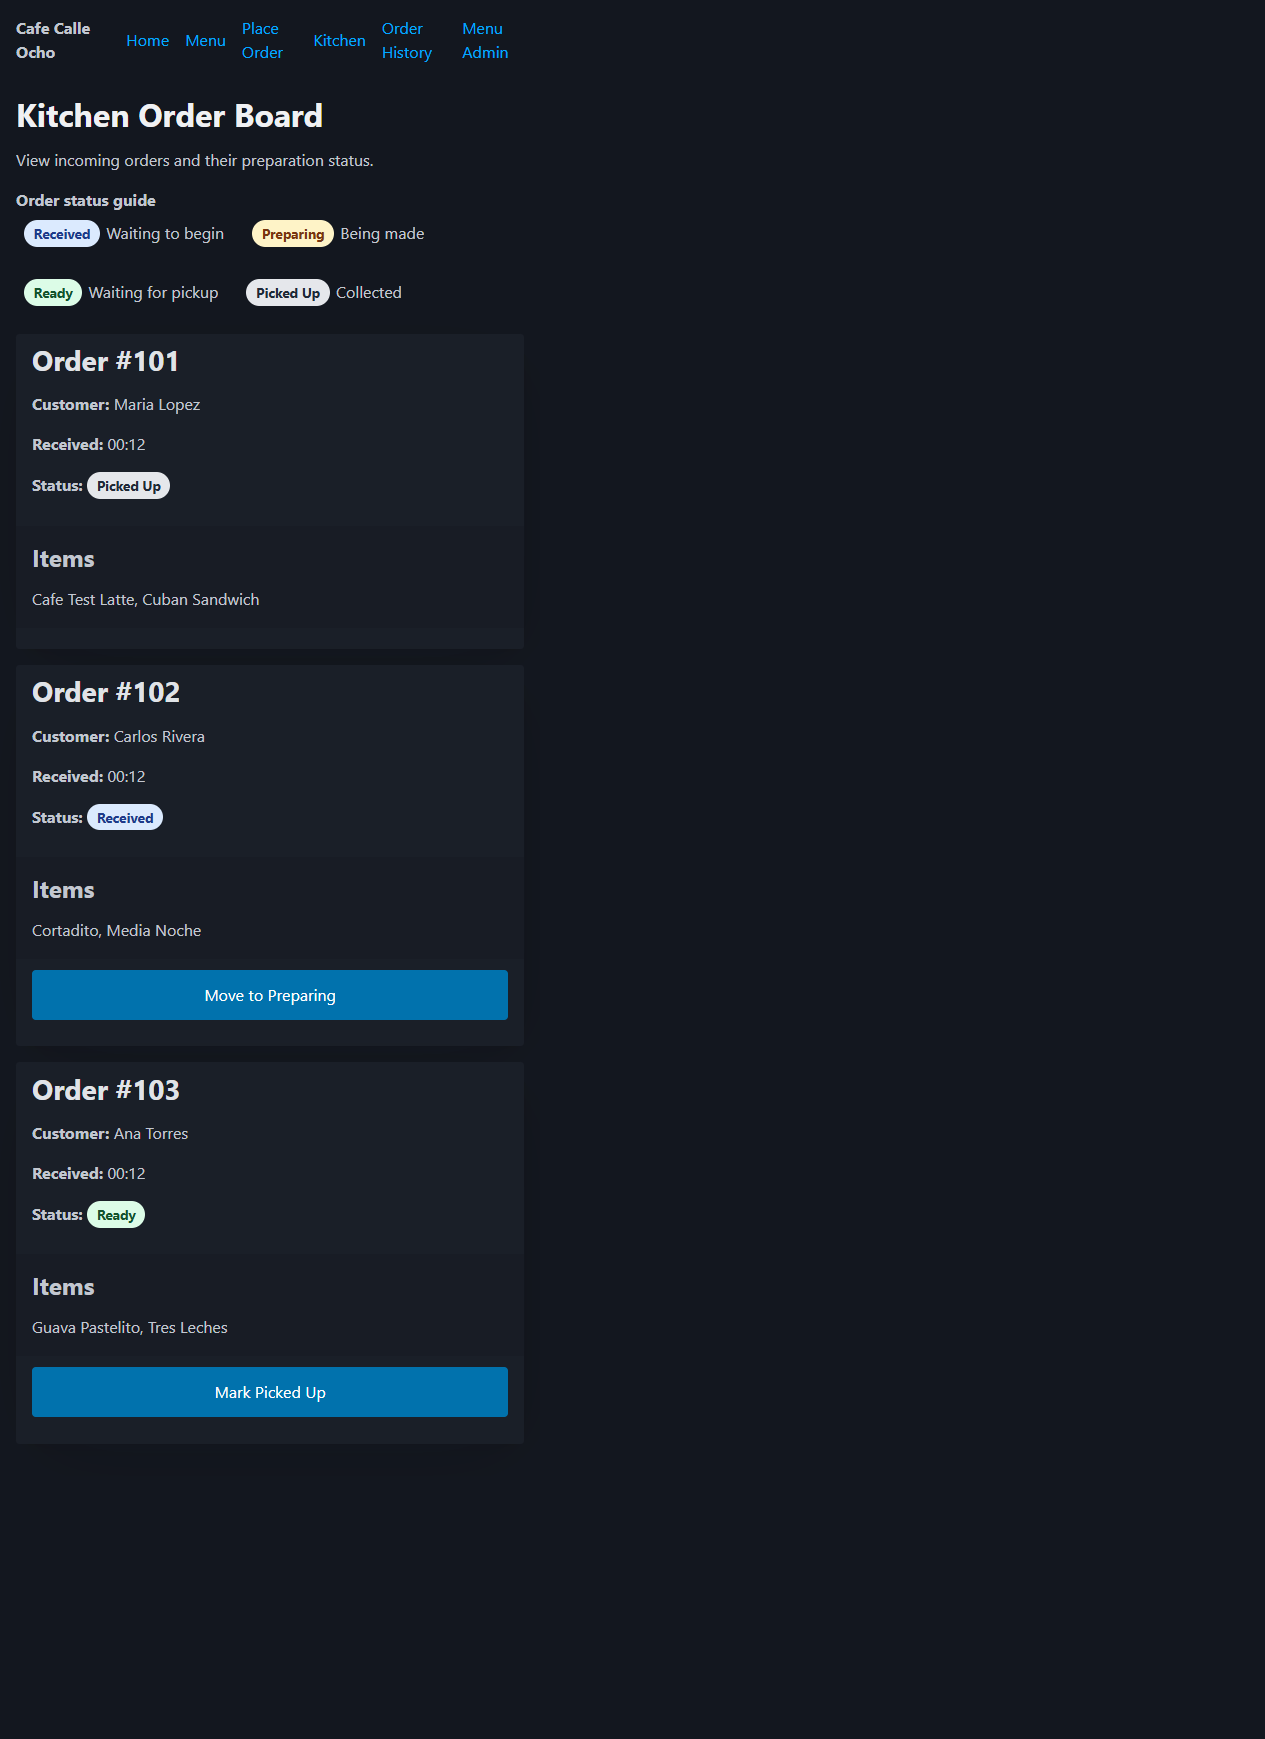 Cafe Calle Ocho
Home Menu Place Order Kitchen Order History Menu Admin
Kitchen Order Board
View incoming orders and their preparation status.
Order status guide
Received Waiting to begin Preparing Being made
Ready Waiting for pickup Picked Up Collected
Order #101
Customer: Maria Lopez
Received: 00:12
Status: Picked Up
Items
Cafe Test Latte, Cuban Sandwich
Order #102
Customer: Carlos Rivera
Received: 00:12
Status: Received
Items
Cortadito, Media Noche
Move to Preparing
Order #103
Customer: Ana Torres
Received: 00:12
Status: Ready
Items
Guava Pastelito, Tres Leches
Mark Picked Up